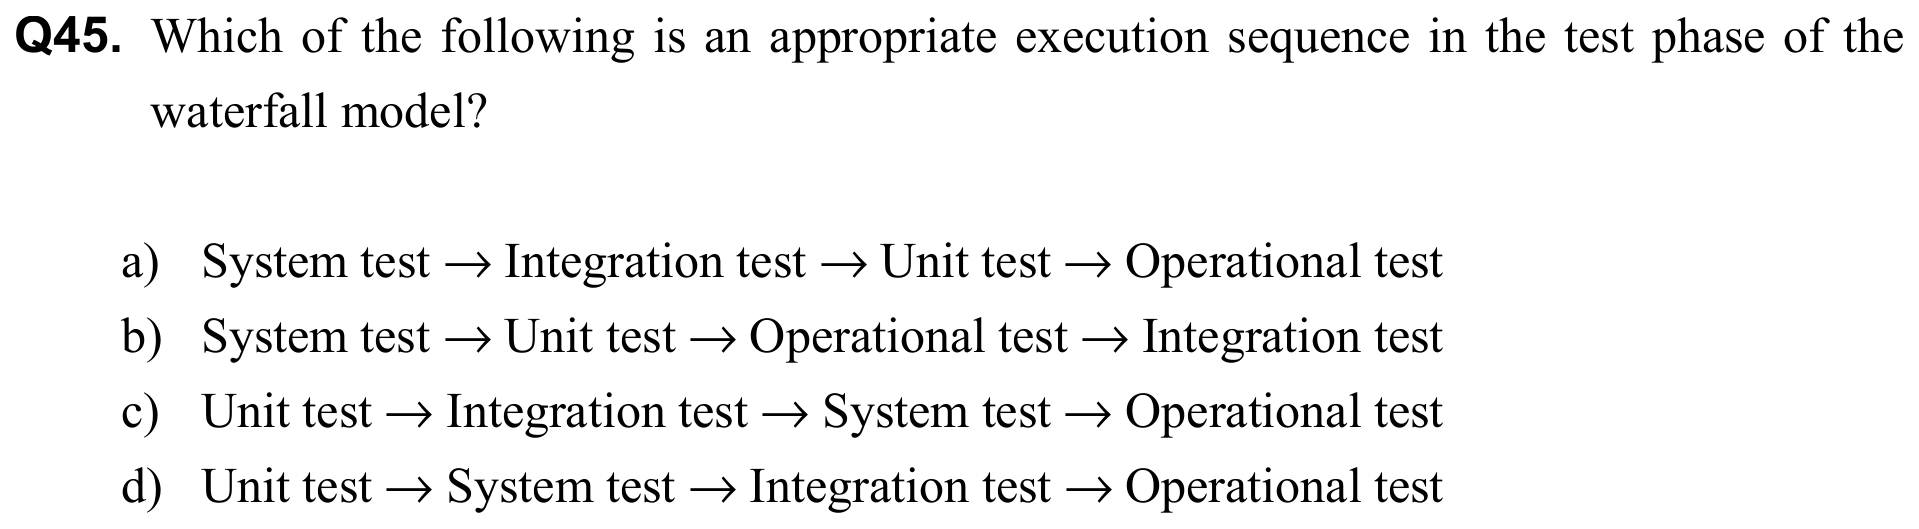 Q45. Which of the following is an appropriate execution sequence in the test phase of the
waterfall model?
a) System test → Integration test → Unit test → Operational test
b) System test → Unit test → Operational test → Integration test
c) Unit test → Integration test → System test → Operational test
d) Unit test → System test → Integration test → Operational test